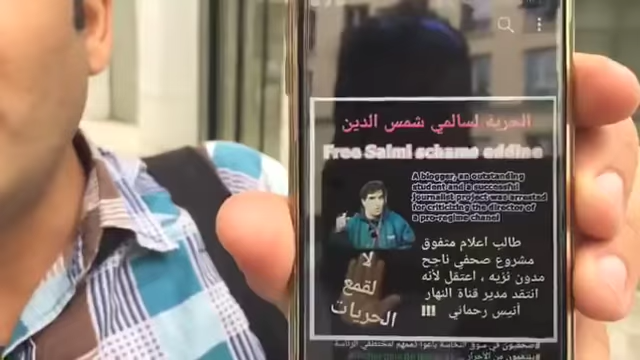 الحرية لسالمي شمس الدين
Free Salmi schame eddine
A blogger, an outstanding
student and a successful
journalist project was arrested
for criticizing the director of
a pro-regime chanel
طالب اعلام متفوق
مشروع صحفي ناجح
مدون نزيه ، اعتقل لأنه
انتقد مدير قناة النهار
أنيس رحماني !!!
لا
لقمع
الحريات